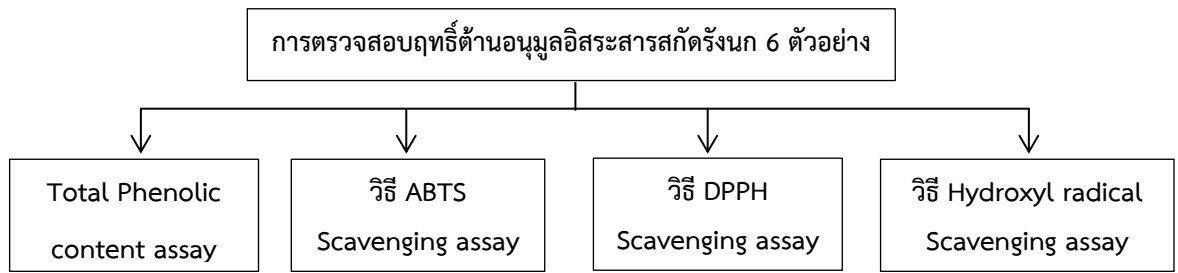 การตรวจสอบฤทธิ์ต้านอนุมูลอิสระสารสกัดรังนก 6 ตัวอย่าง
Total Phenolic
content assay
วิธี ABTS
Scavenging assay
วิธี DPPH
Scavenging assay
วิธี Hydroxyl radical
Scavenging assay